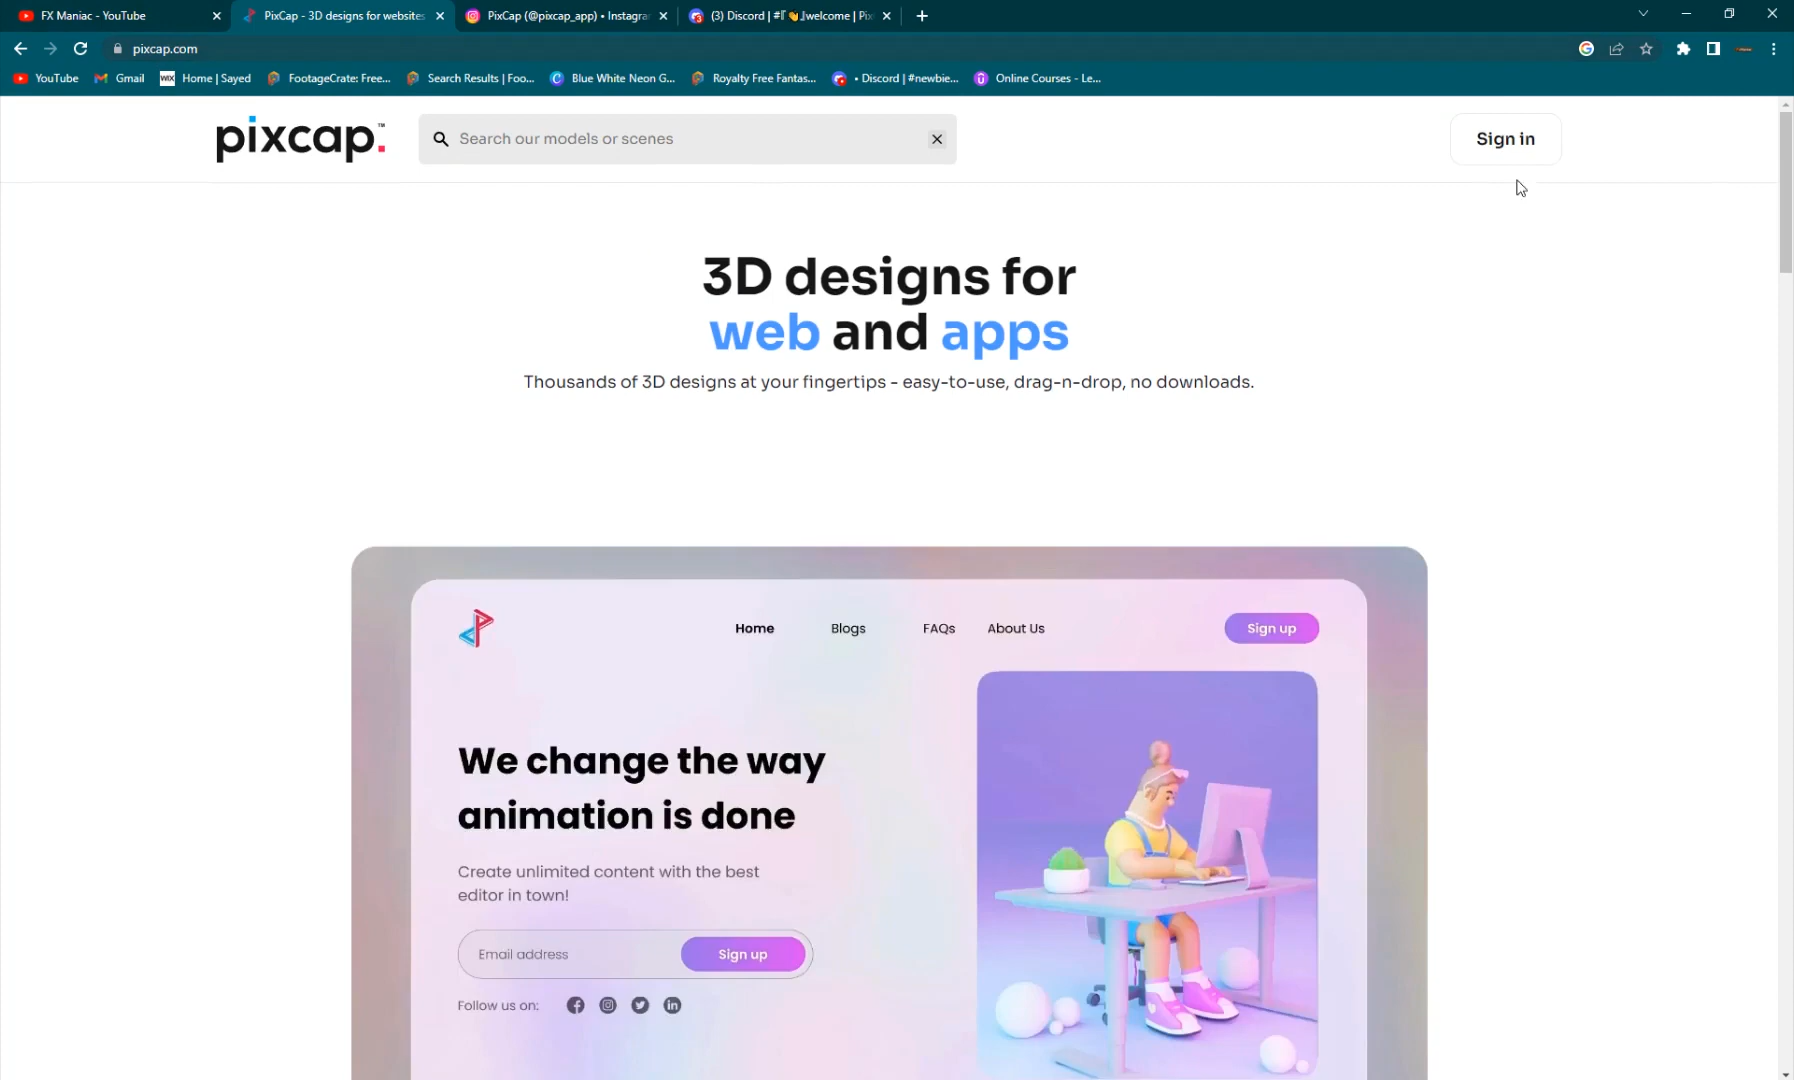 FX Maniac - YouTube
PixCap - 3D designs for websites
PixCap (@pixcap_app) • Instagra
(3) Discord | #『👋』welcome | Pix
pixcap.com
YouTube
Gmail
WIX
Home | Sayed
FootageCrate: Free...
Search Results | Foo...
Blue White Neon G...
Royalty Free Fantas...
• Discord | #newbie...
Online Courses - Le...
pixcap.™
Search our models or scenes
Sign in
3D designs for
web and apps
Thousands of 3D designs at your fingertips - easy-to-use, drag-n-drop, no downloads.
Home
Blogs
FAQs
About Us
Sign up
We change the way
animation is done
Create unlimited content with the best
editor in town!
Email address
Sign up
Follow us on: